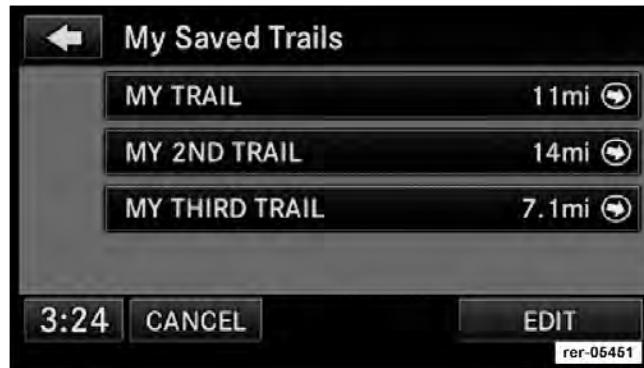 My Saved Trails
MY TRAIL 11mi
MY 2ND TRAIL 14mi
MY THIRD TRAIL 7.1mi
3:24 CANCEL EDIT
rer-05451